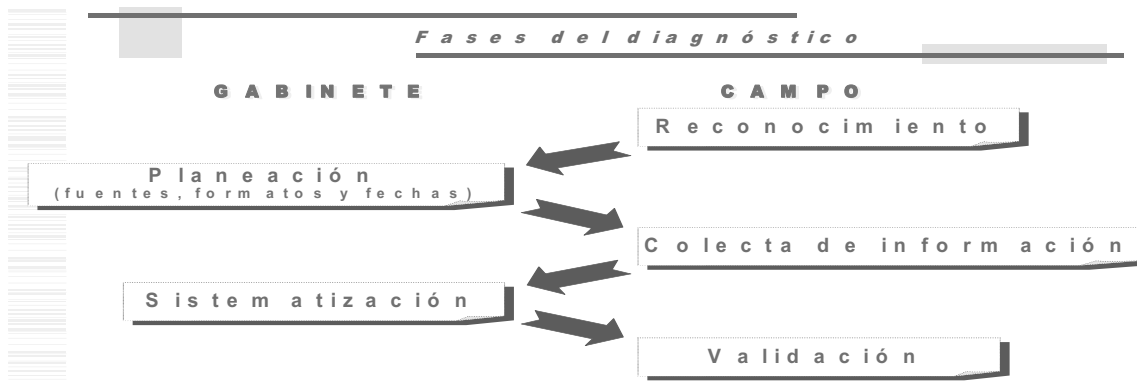 Fases del diagnóstico
GABINETE
CAMPO
Reconocimiento
Planeación
(fuentes, formatos y fechas)
Colecta de información
Sistematización
Validación